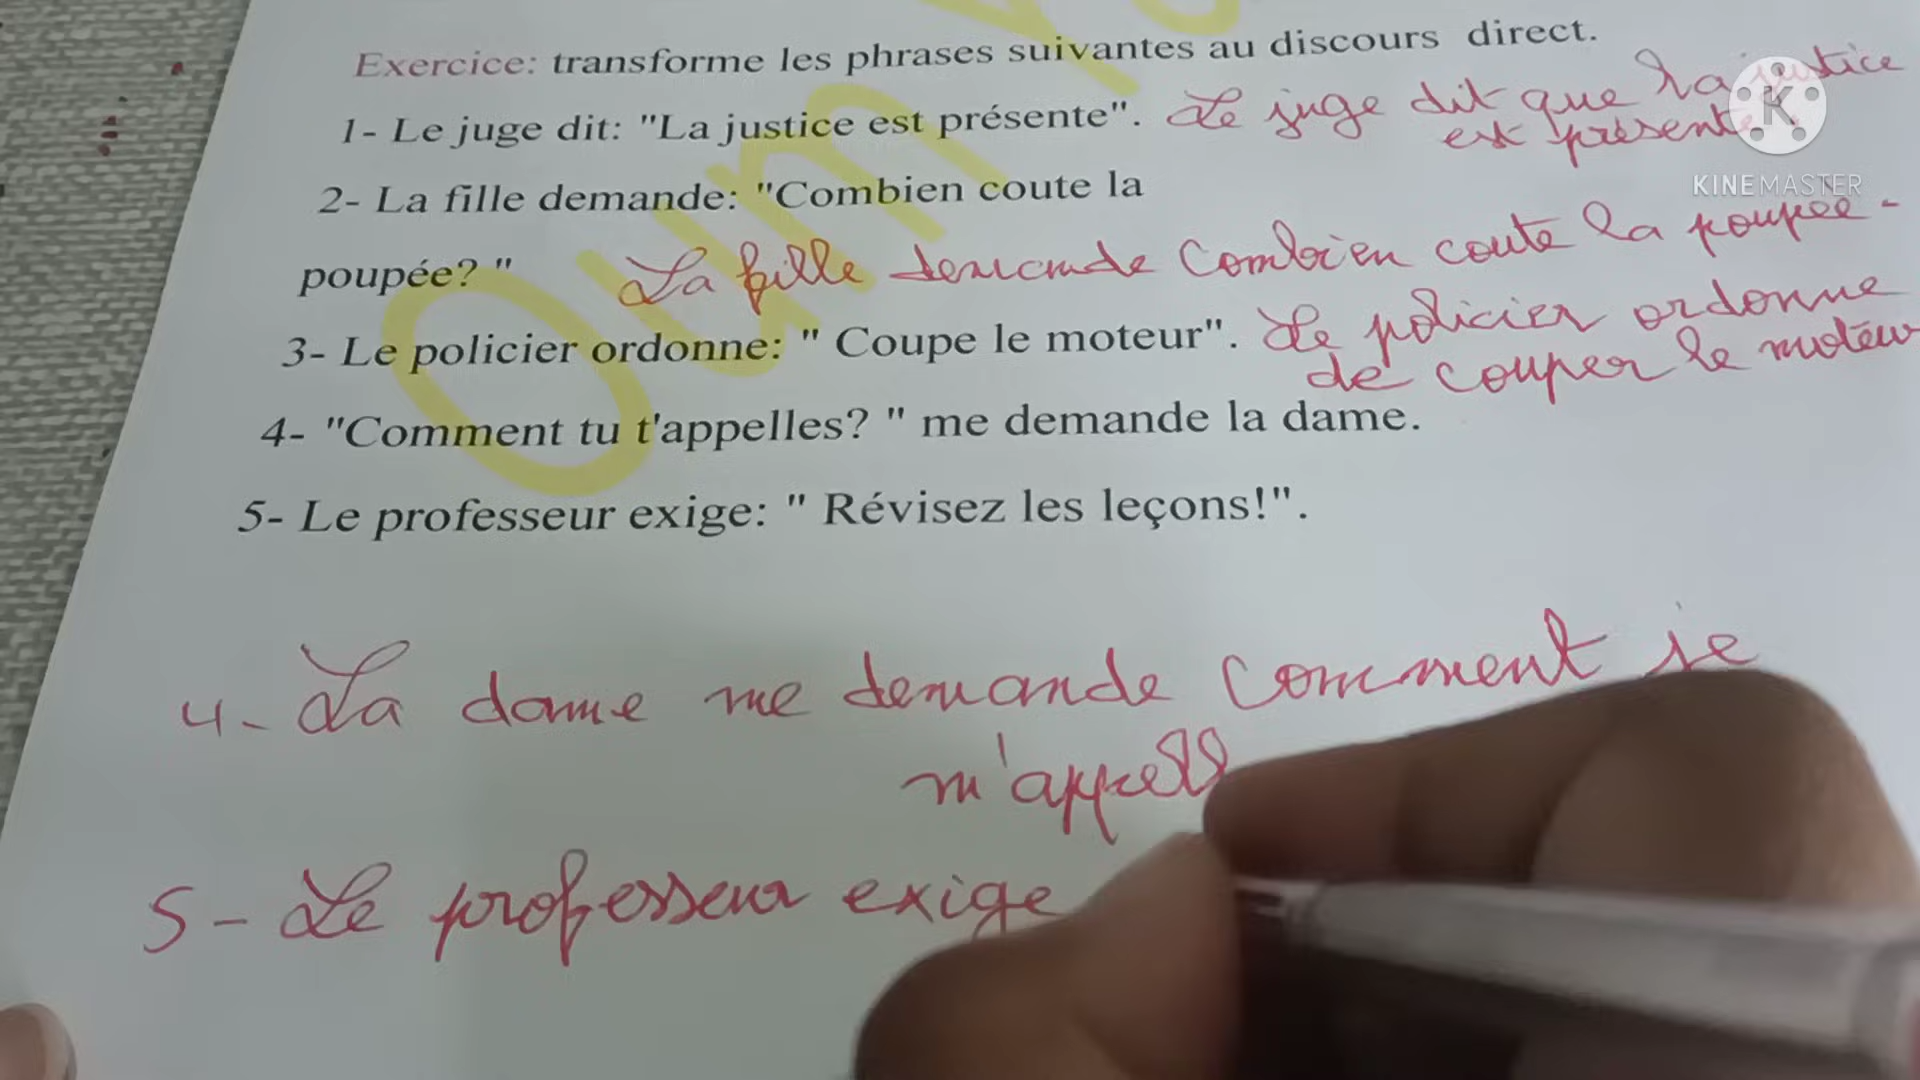 Exercice: transforme les phrases suivantes au discours direct.
1- Le juge dit: "La justice est présente". Le juge dit que la justice
est présente.
KINEMASTER
2- La fille demande: "Combien coute la
poupée? " La fille demande combien coute la poupée.
3- Le policier ordonne: " Coupe le moteur". Le policier ordonne
de couper le moteur
4- "Comment tu t'appelles? " me demande la dame.
5- Le professeur exige: " Révisez les leçons!".
4- La dame me demande comment je
m'appell
5- Le professeur exige